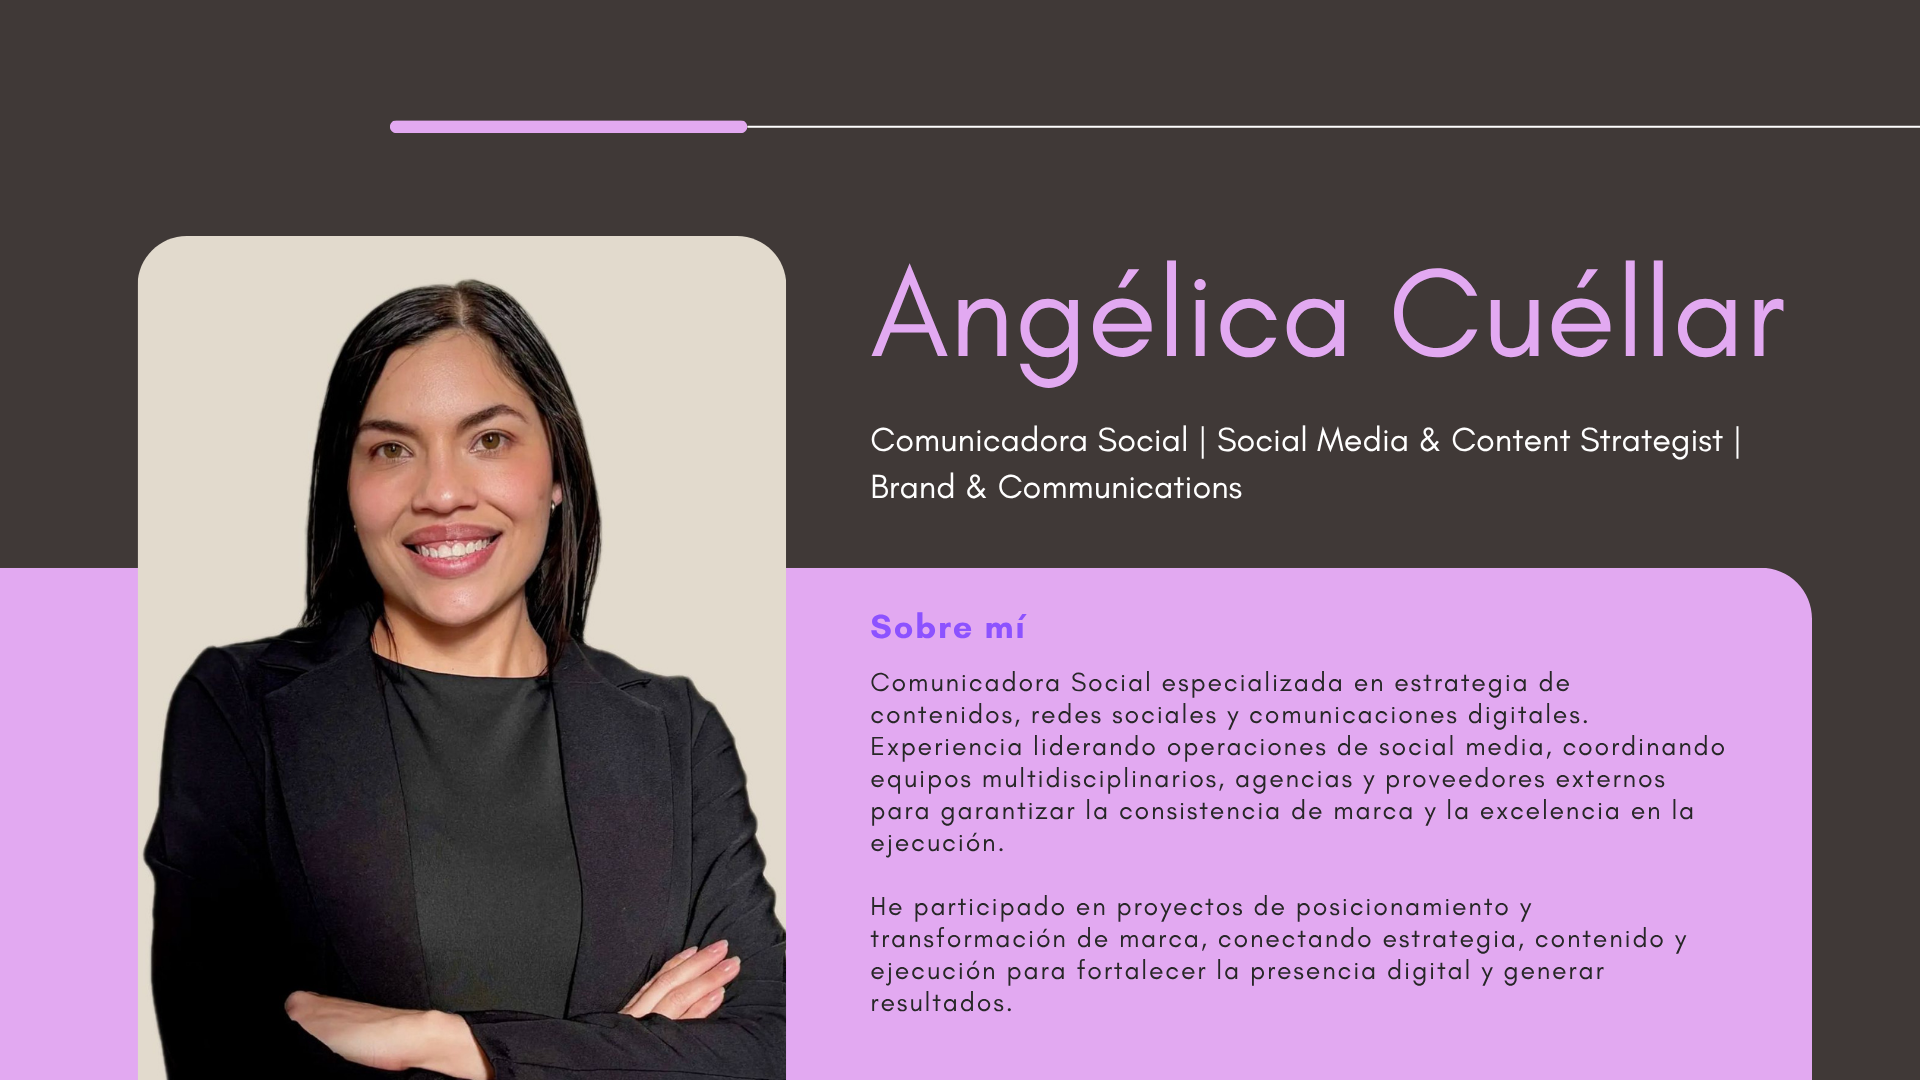 Angélica Cuéllar
Comunicadora Social | Social Media & Content Strategist |
Brand & Communications
Sobre mí
Comunicadora Social especializada en estrategia de
contenidos, redes sociales y comunicaciones digitales.
Experiencia liderando operaciones de social media, coordinando
equipos multidisciplinarios, agencias y proveedores externos
para garantizar la consistencia de marca y la excelencia en la
ejecución.
He participado en proyectos de posicionamiento y
transformación de marca, conectando estrategia, contenido y
ejecución para fortalecer la presencia digital y generar
resultados.